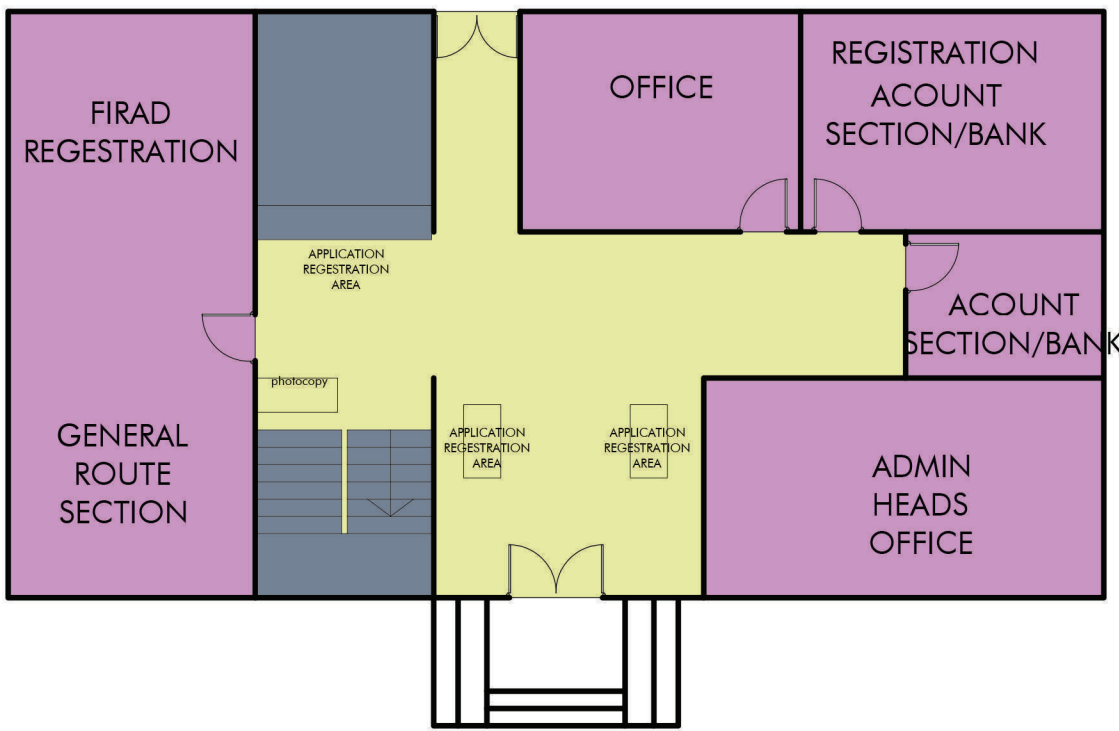 FIRAD
REGESTRATION
OFFICE
REGISTRATION
ACOUNT
SECTION/BANK
APPLICATION
REGESTRATION
AREA
ACOUNT
SECTION/BANK
photocopy
GENERAL
ROUTE
SECTION
APPLICATION
REGESTRATION
AREA
APPLICATION
REGESTRATION
AREA
ADMIN
HEADS
OFFICE